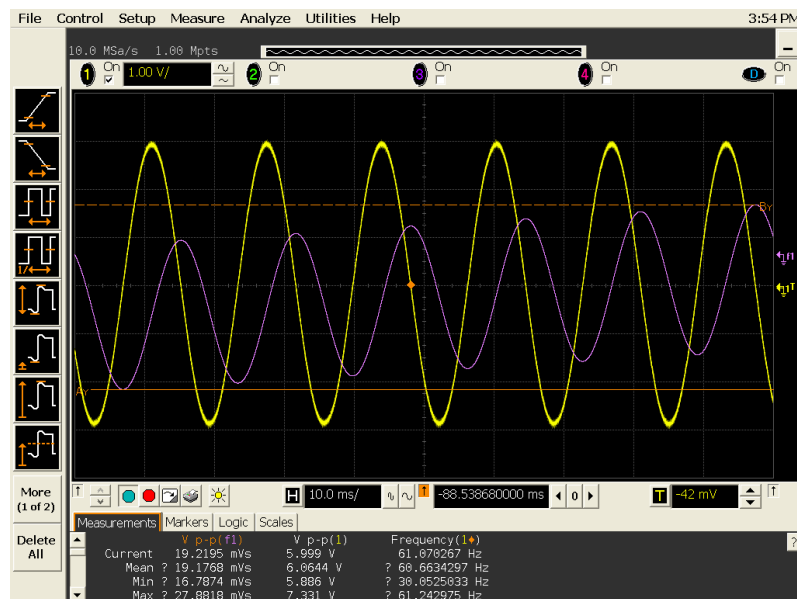 File Control Setup Measure Analyze Utilities Help 3:54 PM
10.0 MSa/s 1.00 Mpts
1 On 1.00 V/ 2 On 3 On 4 On D On
By
f1
1 T
Ay
1/
More
(1 of 2)
Delete
All
H 10.0 ms/ -88.538680000 ms 0 T -42 mV
Measurements Markers Logic Scales
V p-p(f1) V p-p(1) Frequency(1♦)
Current 19.2195 mVs 5.999 V 61.070267 Hz
Mean ? 19.1768 mVs 6.0644 V ? 60.6634297 Hz
Min ? 16.7874 mVs 5.886 V ? 30.0525033 Hz
Max ? 27.8818 mVs 7.331 V ? 61.242975 Hz
?